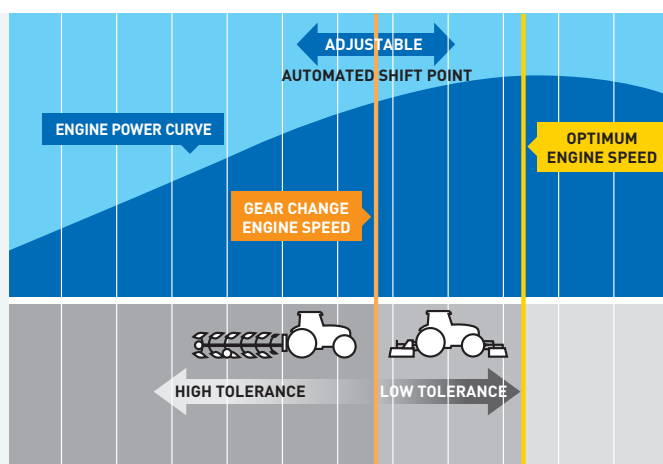 ADJUSTABLE
AUTOMATED SHIFT POINT
ENGINE POWER CURVE
OPTIMUM
ENGINE SPEED
GEAR CHANGE
ENGINE SPEED
HIGH TOLERANCE
LOW TOLERANCE